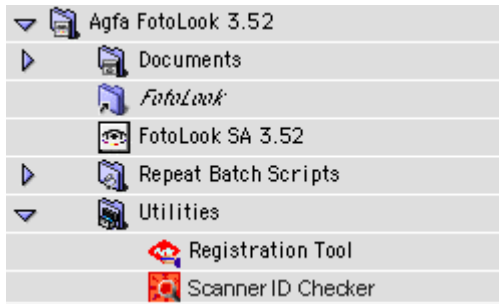 Agfa FotoLook 3.52
Documents
FotoLook
FotoLook SA 3.52
Repeat Batch Scripts
Utilities
Registration Tool
Scanner ID Checker